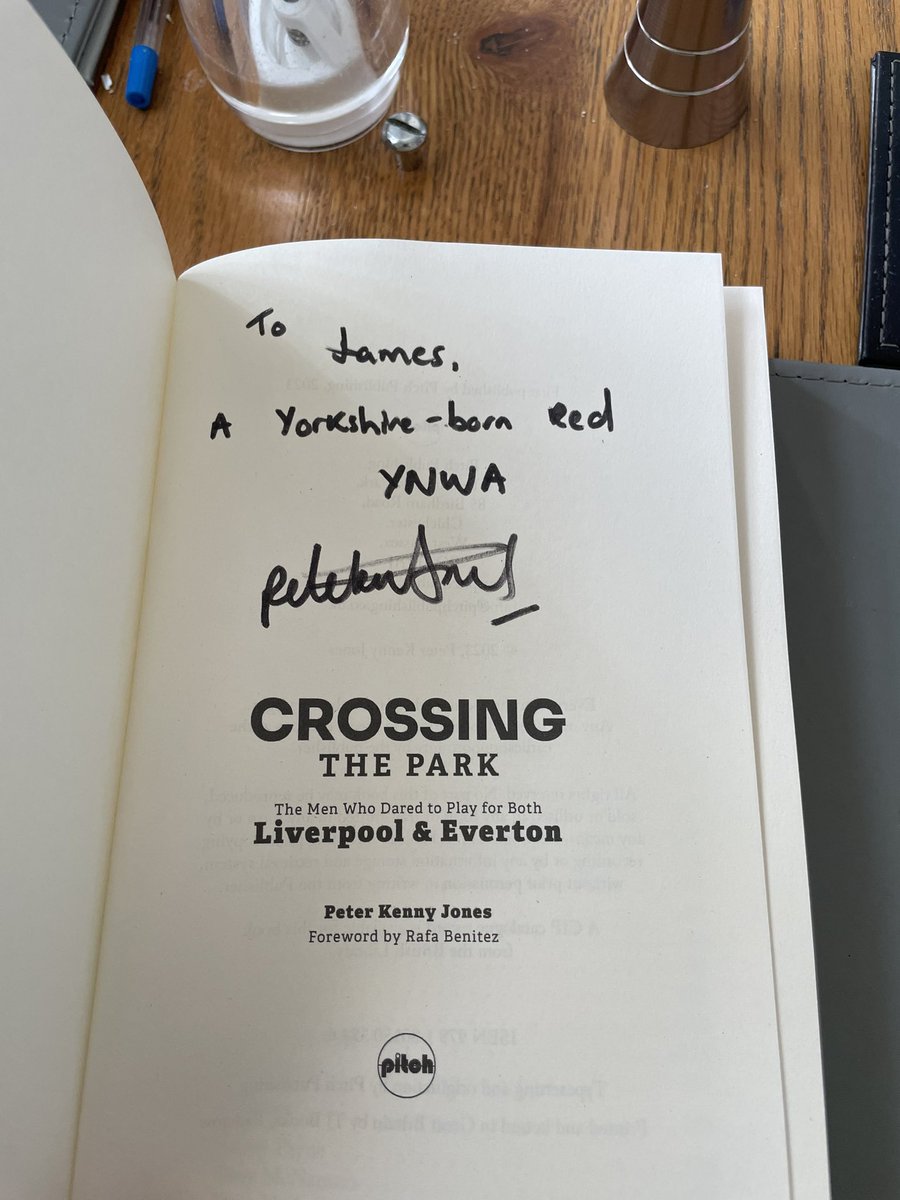 To
James,
A Yorkshire-born Red
YNWA
CROSSING
THE PARK
The Men Who Dared to Play for Both
Liverpool & Everton
Peter Kenny Jones
Foreword by Rafa Benitez
pitch